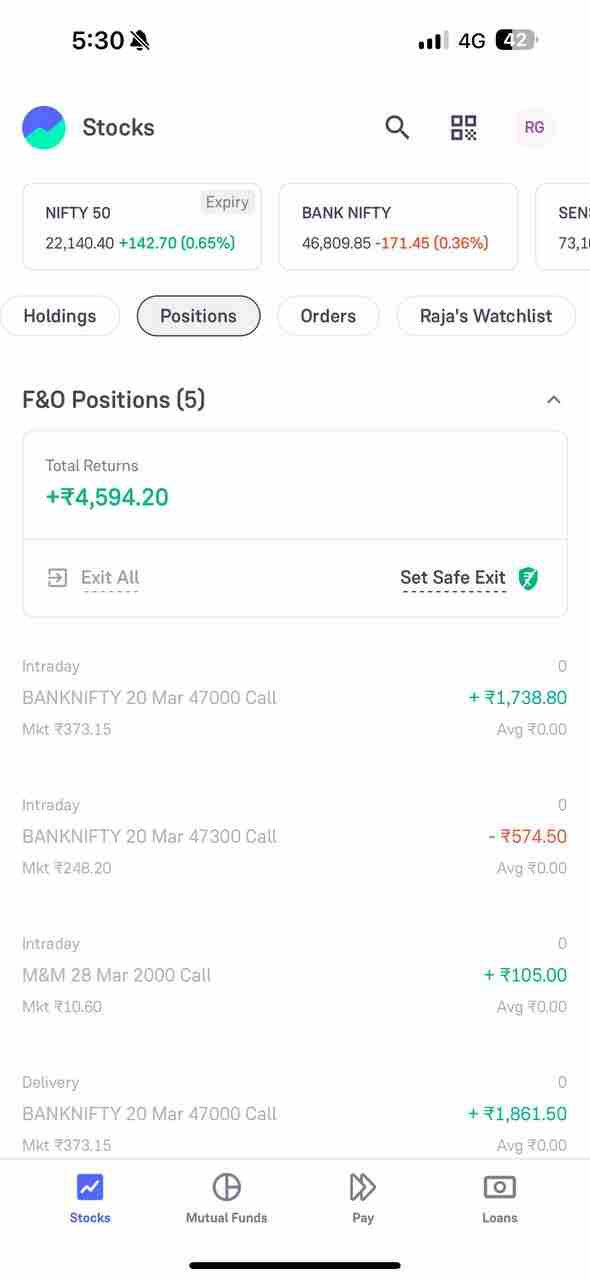 5:30 4G 42
Stocks RG
NIFTY 50 Expiry
22,140.40 +142.70 (0.65%)
BANK NIFTY
46,809.85 -171.45 (0.36%)
SEN
73,1
Holdings Positions Orders Raja's Watchlist
F&O Positions (5)
Total Returns
+₹4,594.20
Exit All Set Safe Exit
Intraday 0
BANKNIFTY 20 Mar 47000 Call + ₹1,738.80
Mkt ₹373.15 Avg ₹0.00
Intraday 0
BANKNIFTY 20 Mar 47300 Call - ₹574.50
Mkt ₹248.20 Avg ₹0.00
Intraday 0
M&M 28 Mar 2000 Call + ₹105.00
Mkt ₹10.60 Avg ₹0.00
Delivery 0
BANKNIFTY 20 Mar 47000 Call + ₹1,861.50
Mkt ₹373.15 Avg ₹0.00
Stocks Mutual Funds Pay Loans